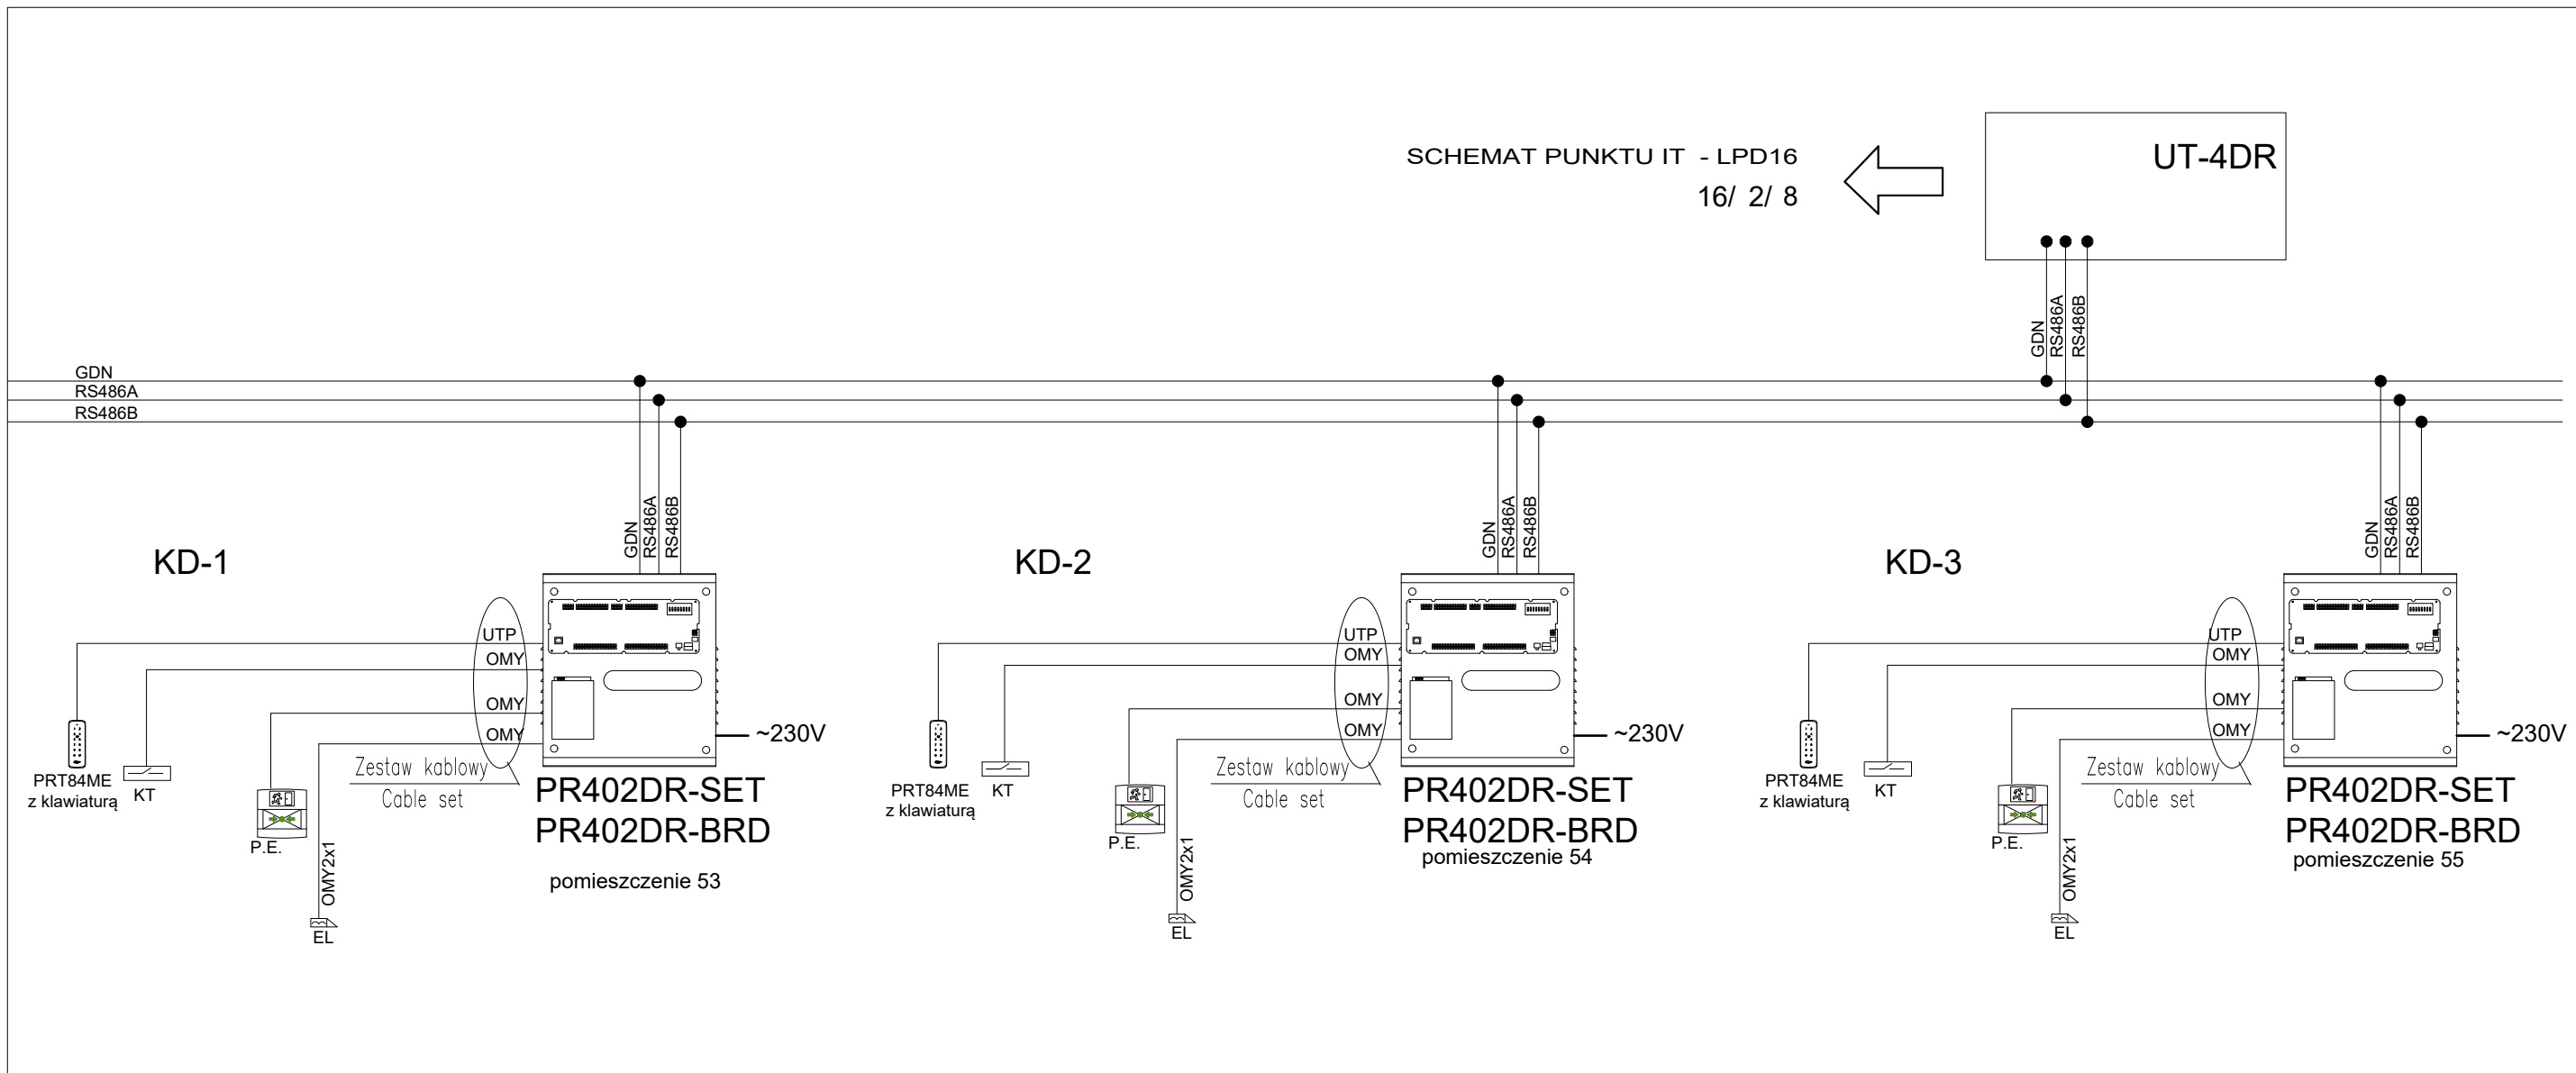 SCHEMAT PUNKTU IT - LPD16
16/ 2/ 8
UT-4DR
GDN
RS486A
RS486B
GDN
RS486A
RS486B
KD-1
GDN
RS486A
RS486B
UTP
OMY
OMY
OMY
~230V
PRT84ME
z klawiaturą
KT
P.E.
OMY2x1
EL
Zestaw kablowy
Cable set
PR402DR-SET
PR402DR-BRD
pomieszczenie 53
KD-2
GDN
RS486A
RS486B
UTP
OMY
OMY
OMY
~230V
PRT84ME
z klawiaturą
KT
P.E.
OMY2x1
EL
Zestaw kablowy
Cable set
PR402DR-SET
PR402DR-BRD
pomieszczenie 54
KD-3
GDN
RS486A
RS486B
UTP
OMY
OMY
OMY
~230V
PRT84ME
z klawiaturą
KT
P.E.
OMY2x1
EL
Zestaw kablowy
Cable set
PR402DR-SET
PR402DR-BRD
pomieszczenie 55